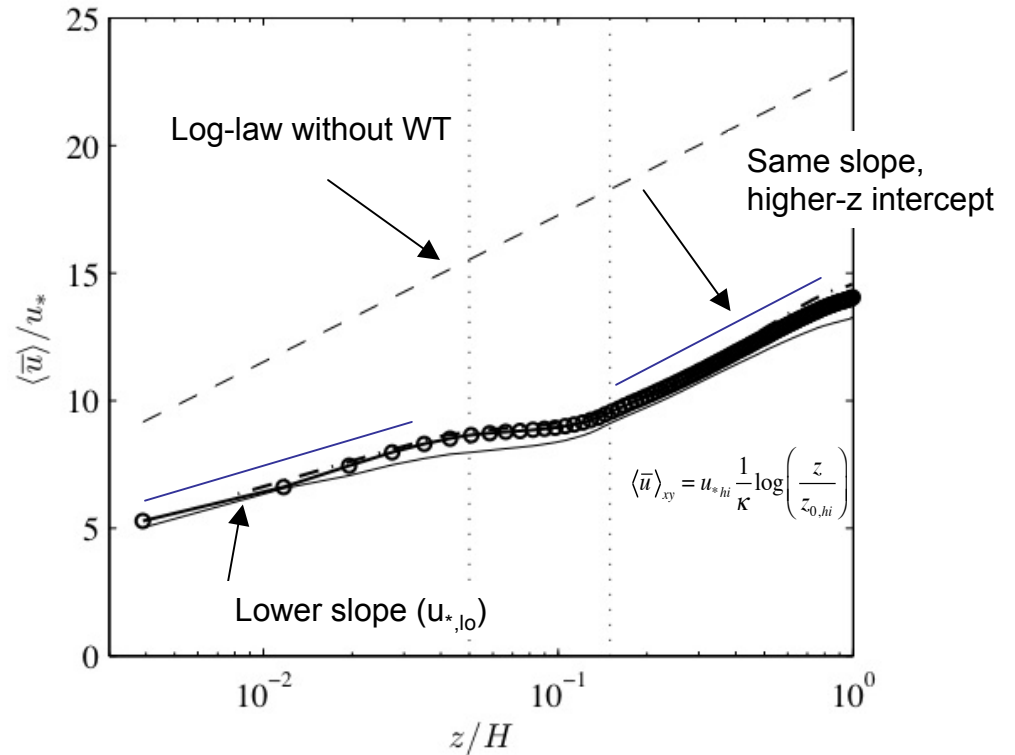 25
20
15
10
5
0
⟨u̅⟩/u*
Log-law without WT
Same slope,
higher-z intercept
⟨u̅⟩xy = u*hi 1/κ log(z/z0,hi)
Lower slope (u*,lo)
10⁻²
10⁻¹
10⁰
z/H